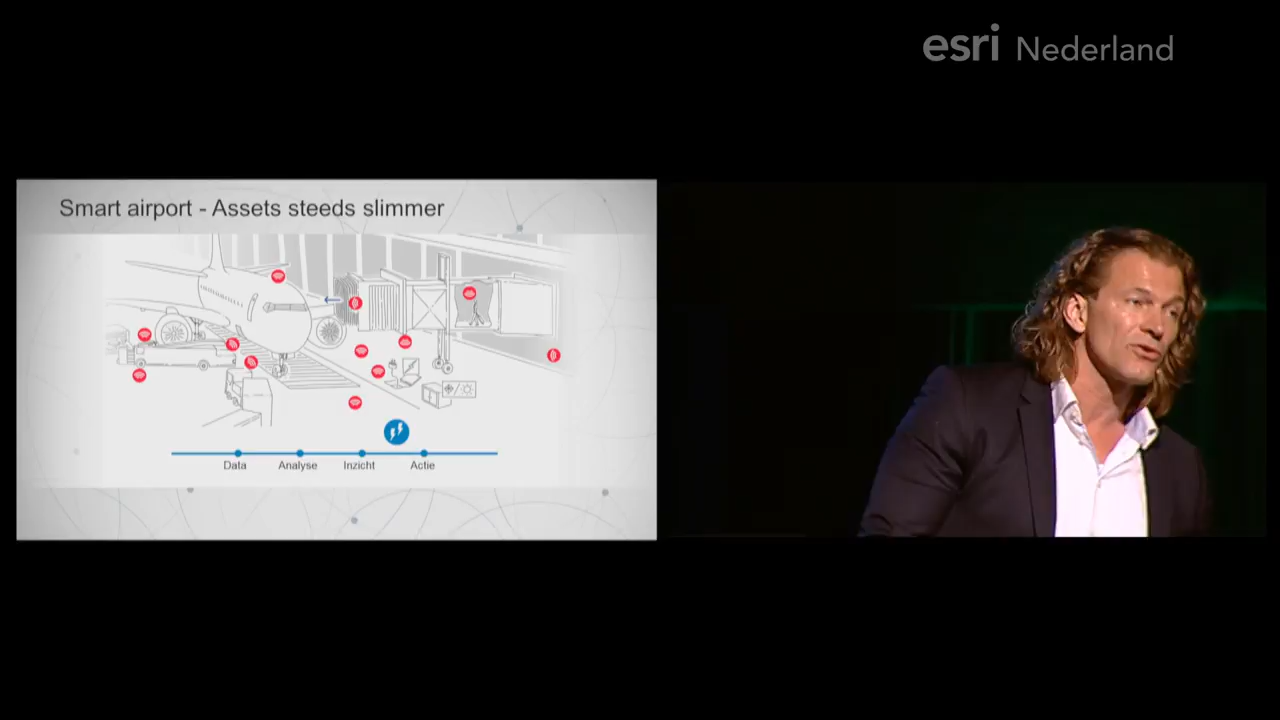 esri Nederland
Smart airport - Assets steeds slimmer
Data Analyse Inzicht Actie